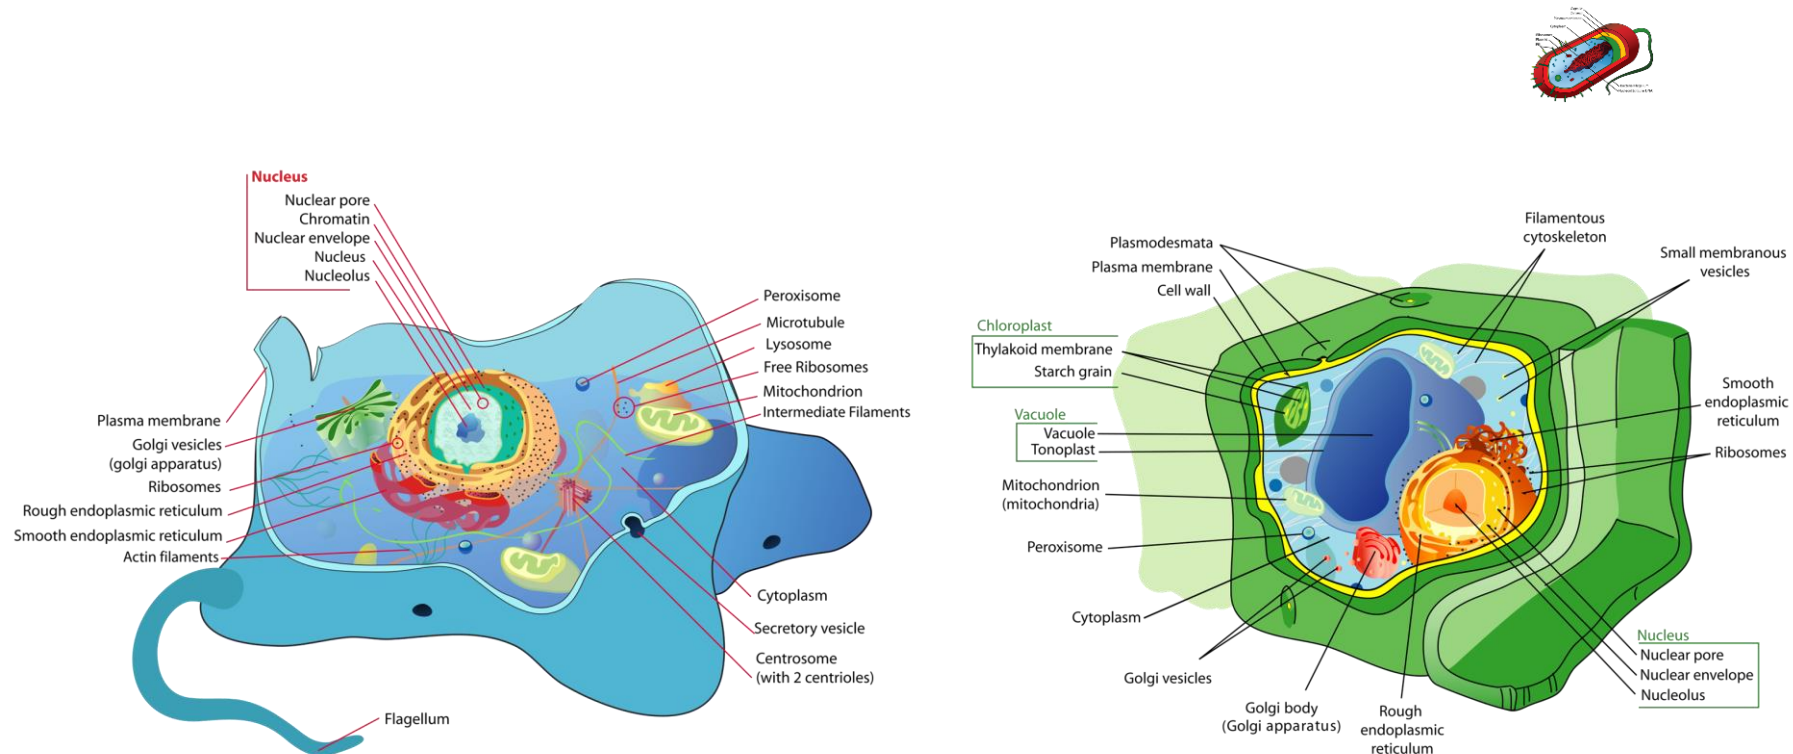 Nucleus
Nuclear pore
Chromatin
Nuclear envelope
Nucleus
Nucleolus
Plasma membrane
Golgi vesicles
(golgi apparatus)
Ribosomes
Rough endoplasmic reticulum
Smooth endoplasmic reticulum
Actin filaments
Peroxisome
Microtubule
Lysosome
Free Ribosomes
Mitochondrion
Intermediate Filaments
Cytoplasm
Secretory vesicle
Centrosome
(with 2 centrioles)
Flagellum
Plasmodesmata
Plasma membrane
Cell wall
Chloroplast
Thylakoid membrane
Starch grain
Vacuole
Vacuole
Tonoplast
Mitochondrion
(mitochondria)
Peroxisome
Cytoplasm
Golgi vesicles
Golgi body
(Golgi apparatus)
Rough
endoplasmic
reticulum
Filamentous
cytoskeleton
Small membranous
vesicles
Smooth
endoplasmic
reticulum
Ribosomes
Nucleus
Nuclear pore
Nuclear envelope
Nucleolus